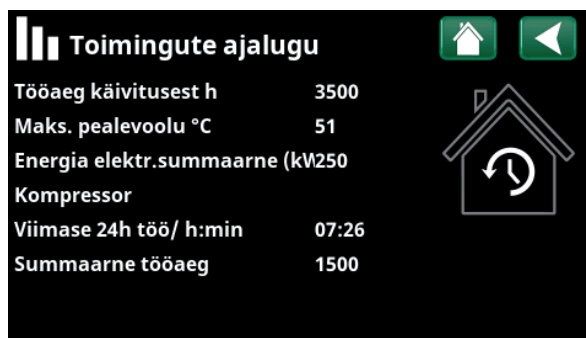 Toimingute ajalugu
Tööaeg käivitusest h 3500
Maks. pealevoolu °C 51
Energia elektr.summaarne (kW250
Kompressor
Viimase 24h töö/ h:min 07:26
Summaarne tööaeg 1500